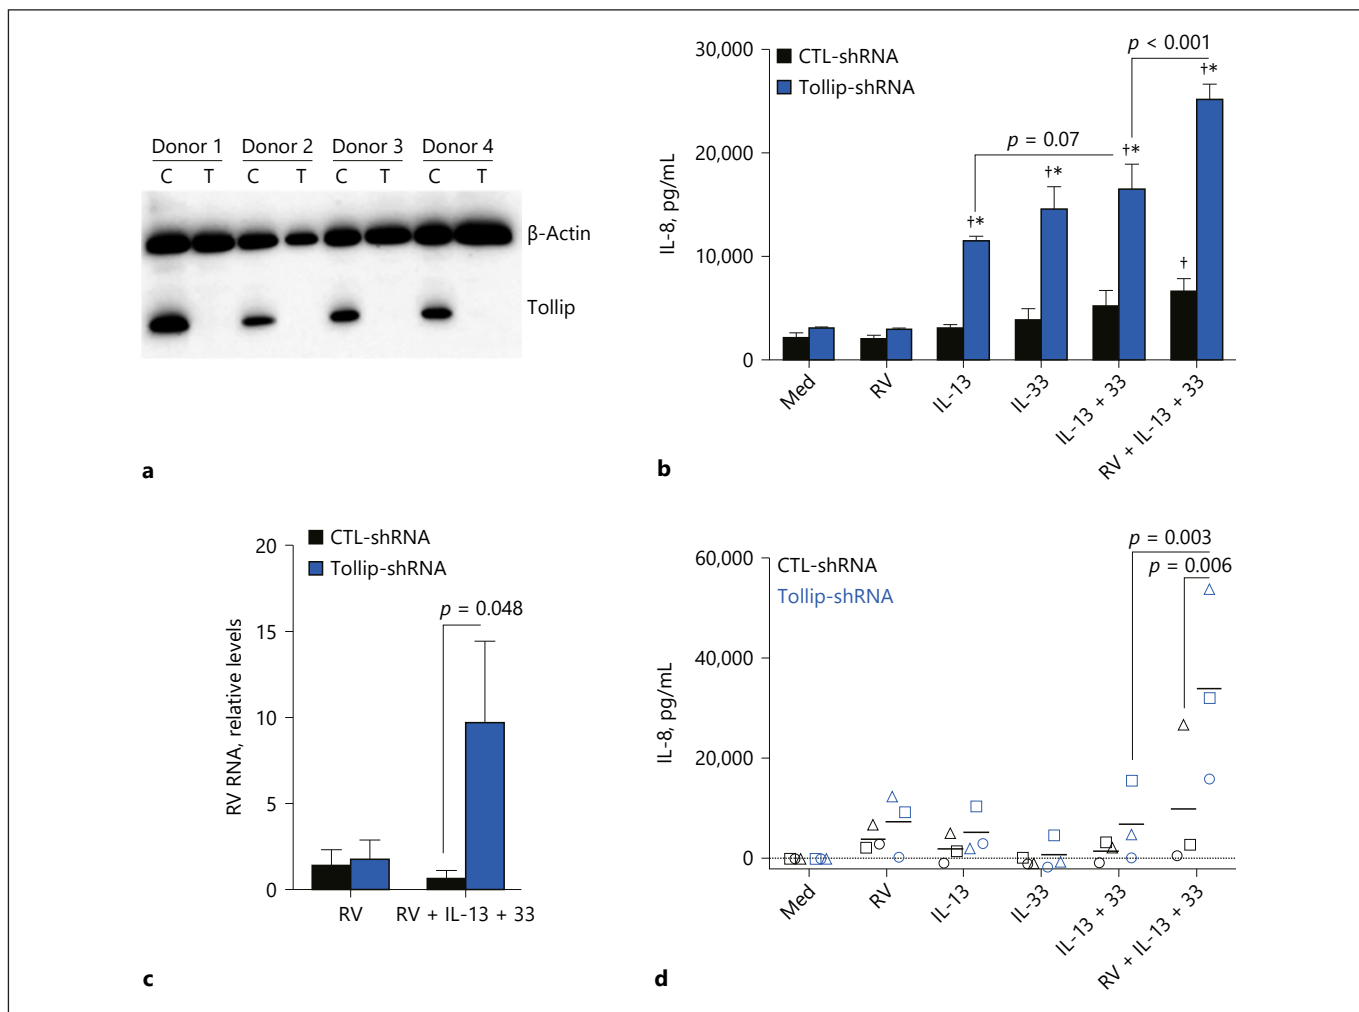 Donor 1 Donor 2 Donor 3 Donor 4
C T C T C T C T
β-Actin
Tollip
a
CTL-shRNA
Tollip-shRNA
p < 0.001
p = 0.07
†* †* †* † †*
IL-8, pg/mL
30,000
20,000
10,000
0
Med RV IL-13 IL-33 IL-13 + 33 RV + IL-13 + 33
b
CTL-shRNA
Tollip-shRNA
p = 0.048
RV RNA, relative levels
20
15
10
5
0
RV RV + IL-13 + 33
c
CTL-shRNA
Tollip-shRNA
p = 0.003
p = 0.006
IL-8, pg/mL
60,000
40,000
20,000
0
Med RV IL-13 IL-33 IL-13 + 33 RV + IL-13 + 33
d